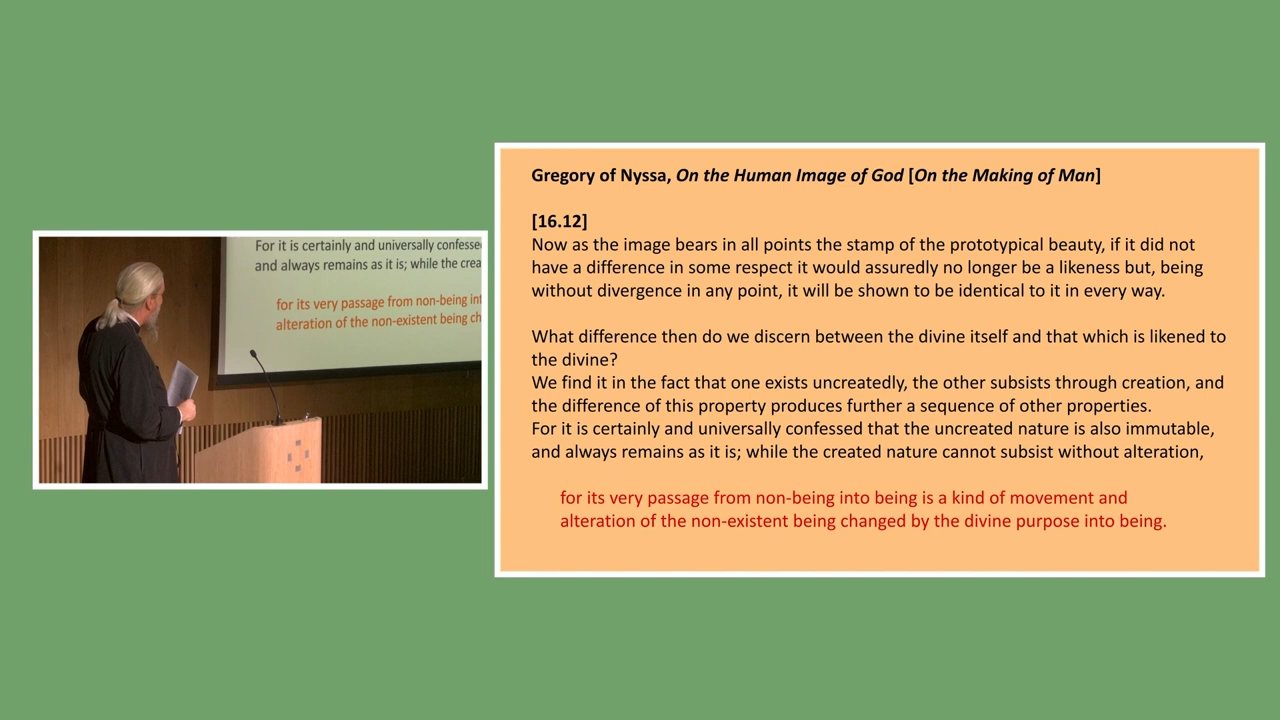 For it is certainly and universally confesse
and always remains as it is; while the crea
for its very passage from non-being int
alteration of the non-existent being ch
Gregory of Nyssa, On the Human Image of God [On the Making of Man]
[16.12]
Now as the image bears in all points the stamp of the prototypical beauty, if it did not
have a difference in some respect it would assuredly no longer be a likeness but, being
without divergence in any point, it will be shown to be identical to it in every way.
What difference then do we discern between the divine itself and that which is likened to
the divine?
We find it in the fact that one exists uncreatedly, the other subsists through creation, and
the difference of this property produces further a sequence of other properties.
For it is certainly and universally confessed that the uncreated nature is also immutable,
and always remains as it is; while the created nature cannot subsist without alteration,
for its very passage from non-being into being is a kind of movement and
alteration of the non-existent being changed by the divine purpose into being.